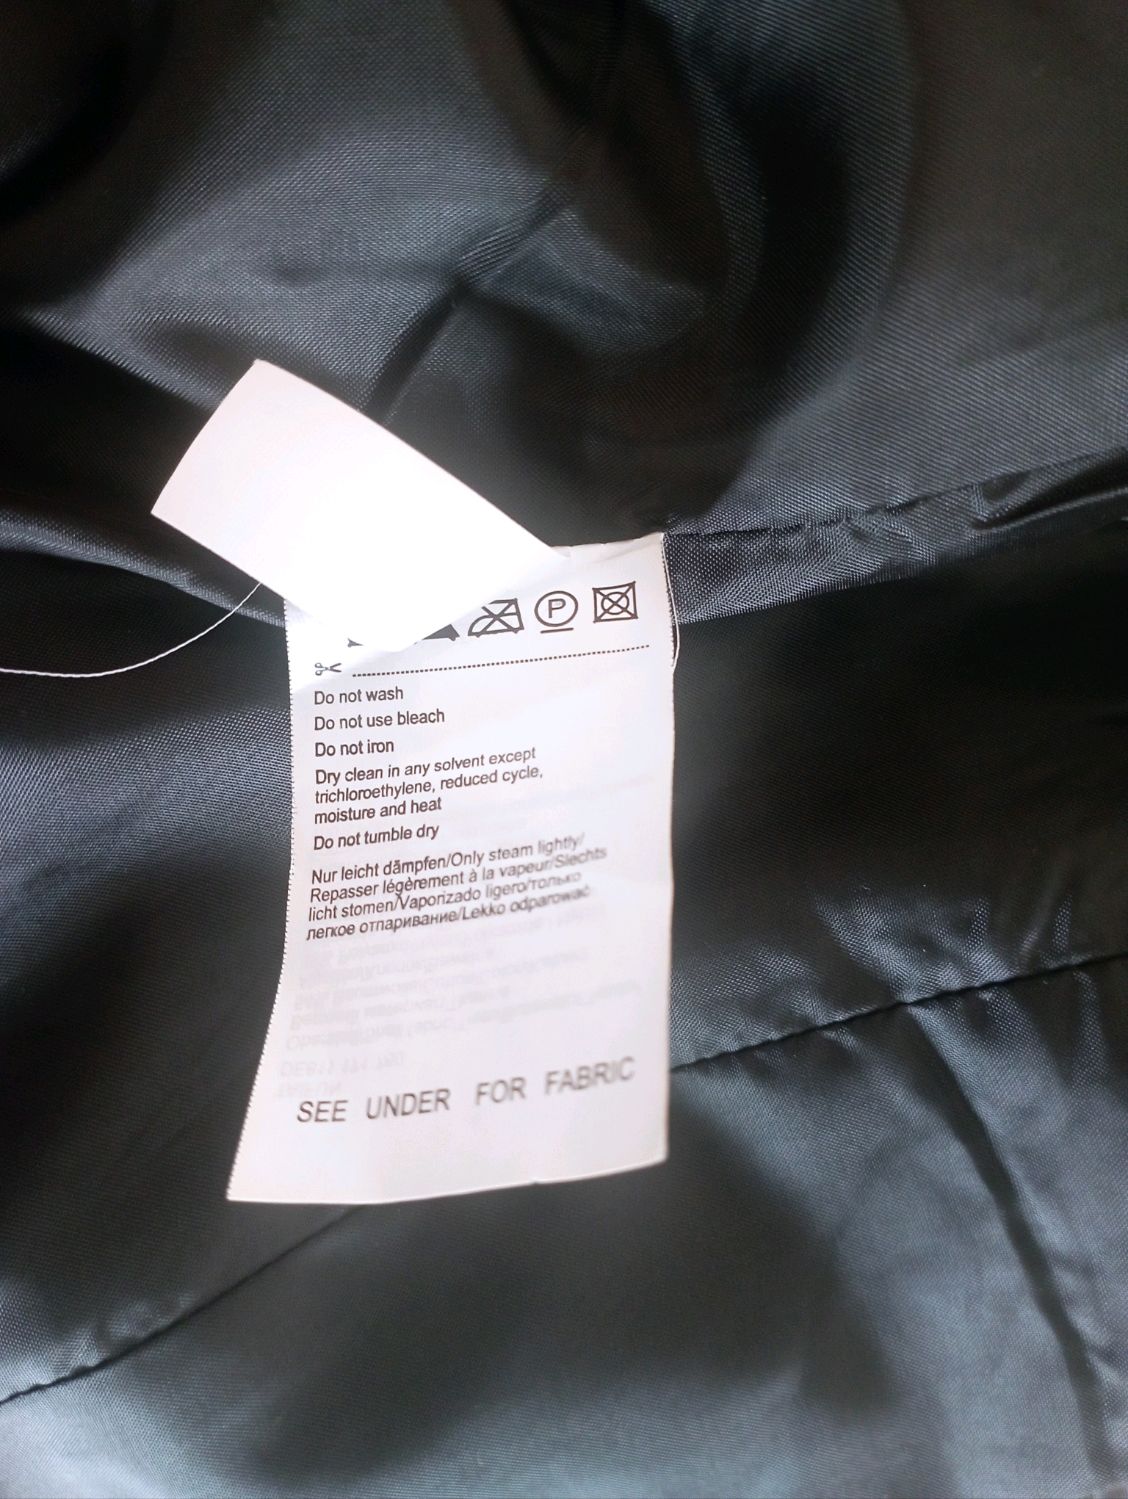 P
Do not wash
Do not use bleach
Do not iron
Dry clean in any solvent except
trichloroethylene, reduced cycle,
moisture and heat
Do not tumble dry
Nur leicht dämpfen/Only steam lightly/
Repasser légèrement à la vapeur/Slechts
licht stomen/Vaporizado ligero/только
легкое отпаривание/Lekko odparować
SEE UNDER FOR FABRIC